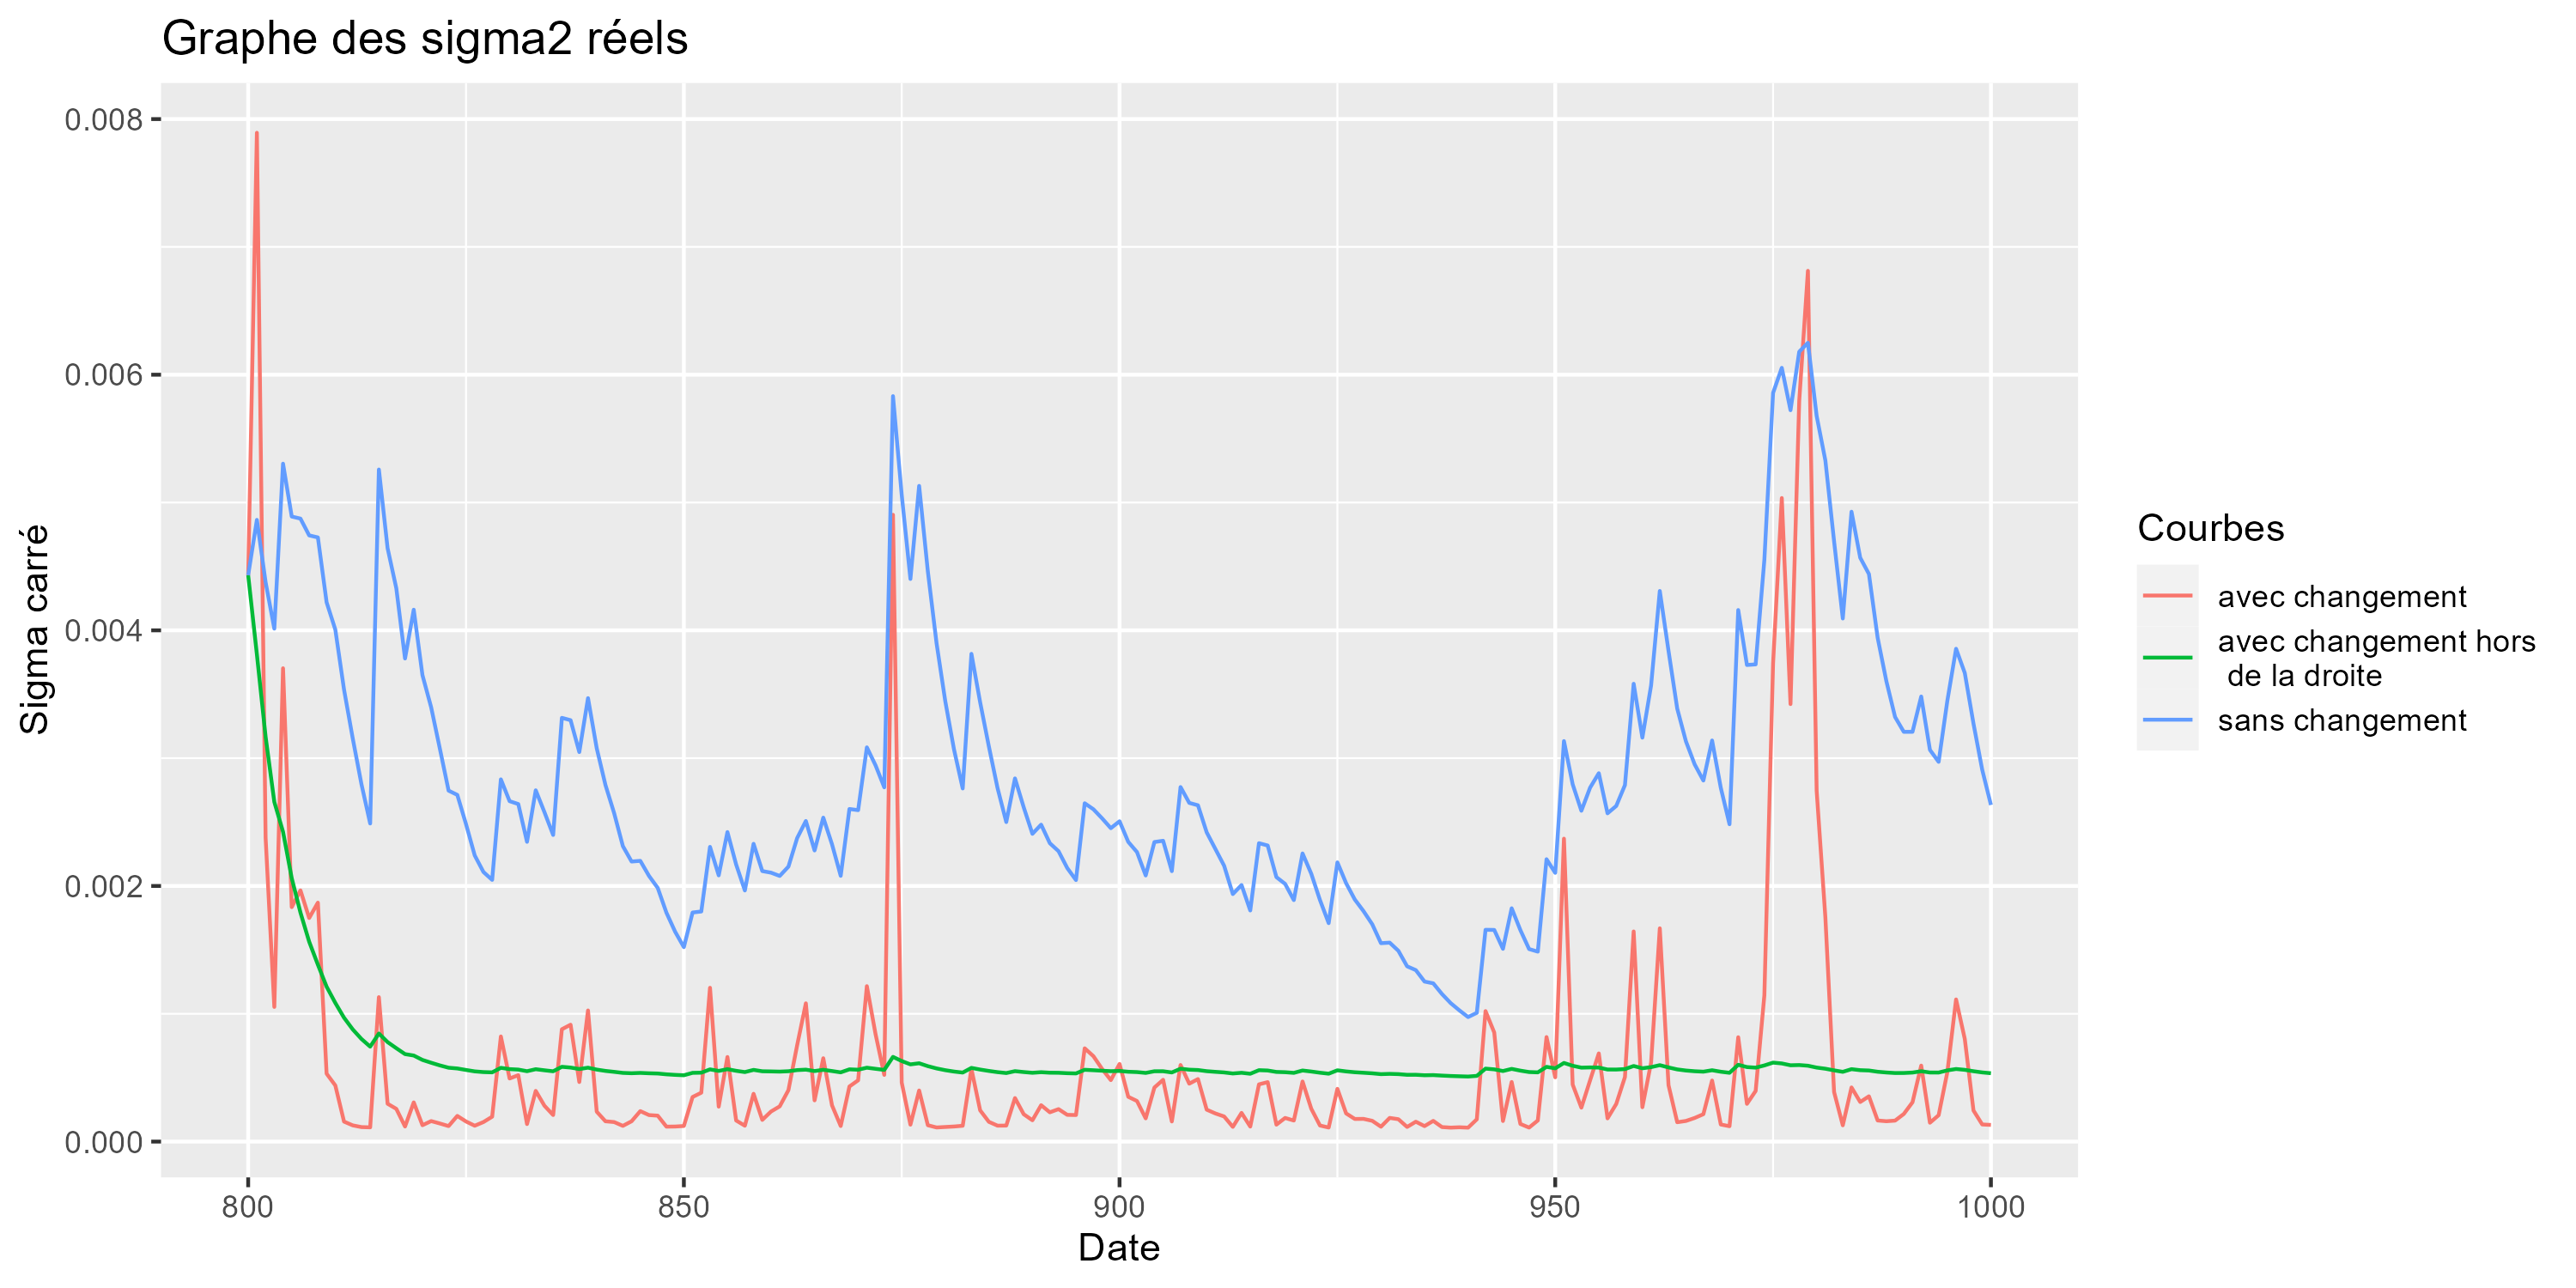 Graphe des sigma2 réels
0.008
0.006
0.004
0.002
0.000
Sigma carré
800
850
900
950
1000
Date
Courbes
avec changement
avec changement hors
de la droite
sans changement